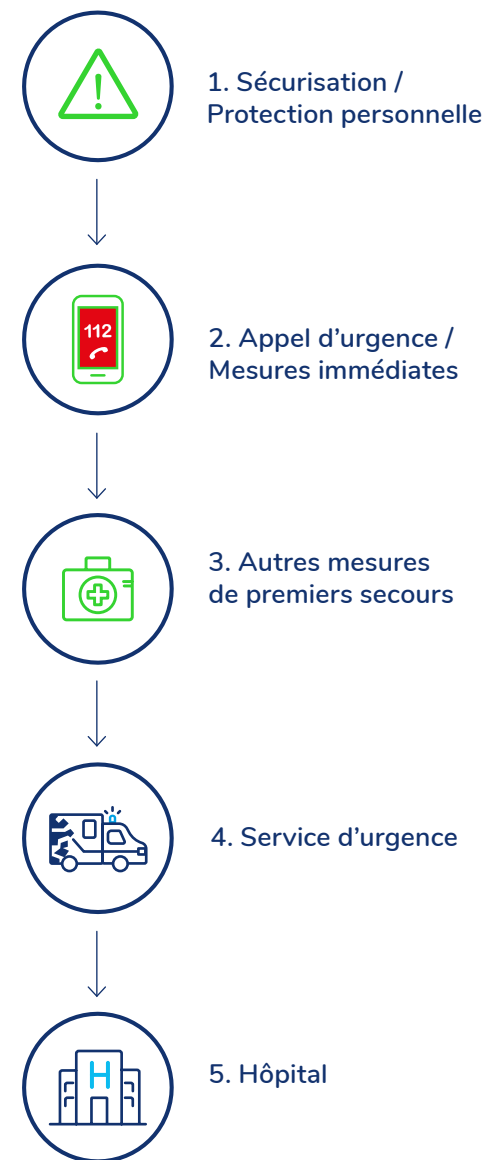 1. Sécurisation /
Protection personnelle
112
2. Appel d’urgence /
Mesures immédiates
3. Autres mesures
de premiers secours
4. Service d’urgence
H
5. Hôpital